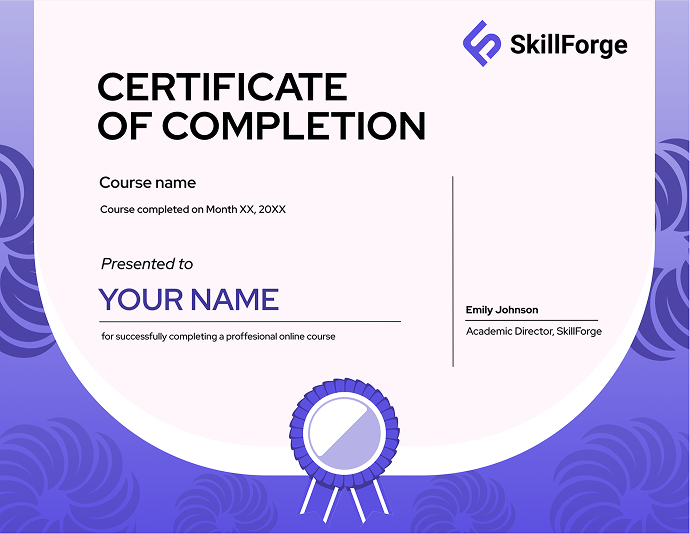 SkillForge
CERTIFICATE
OF COMPLETION
Course name
Course completed on Month XX, 20XX
Presented to
YOUR NAME
for successfully completing a proffesional online course
Emily Johnson
Academic Director, SkillForge